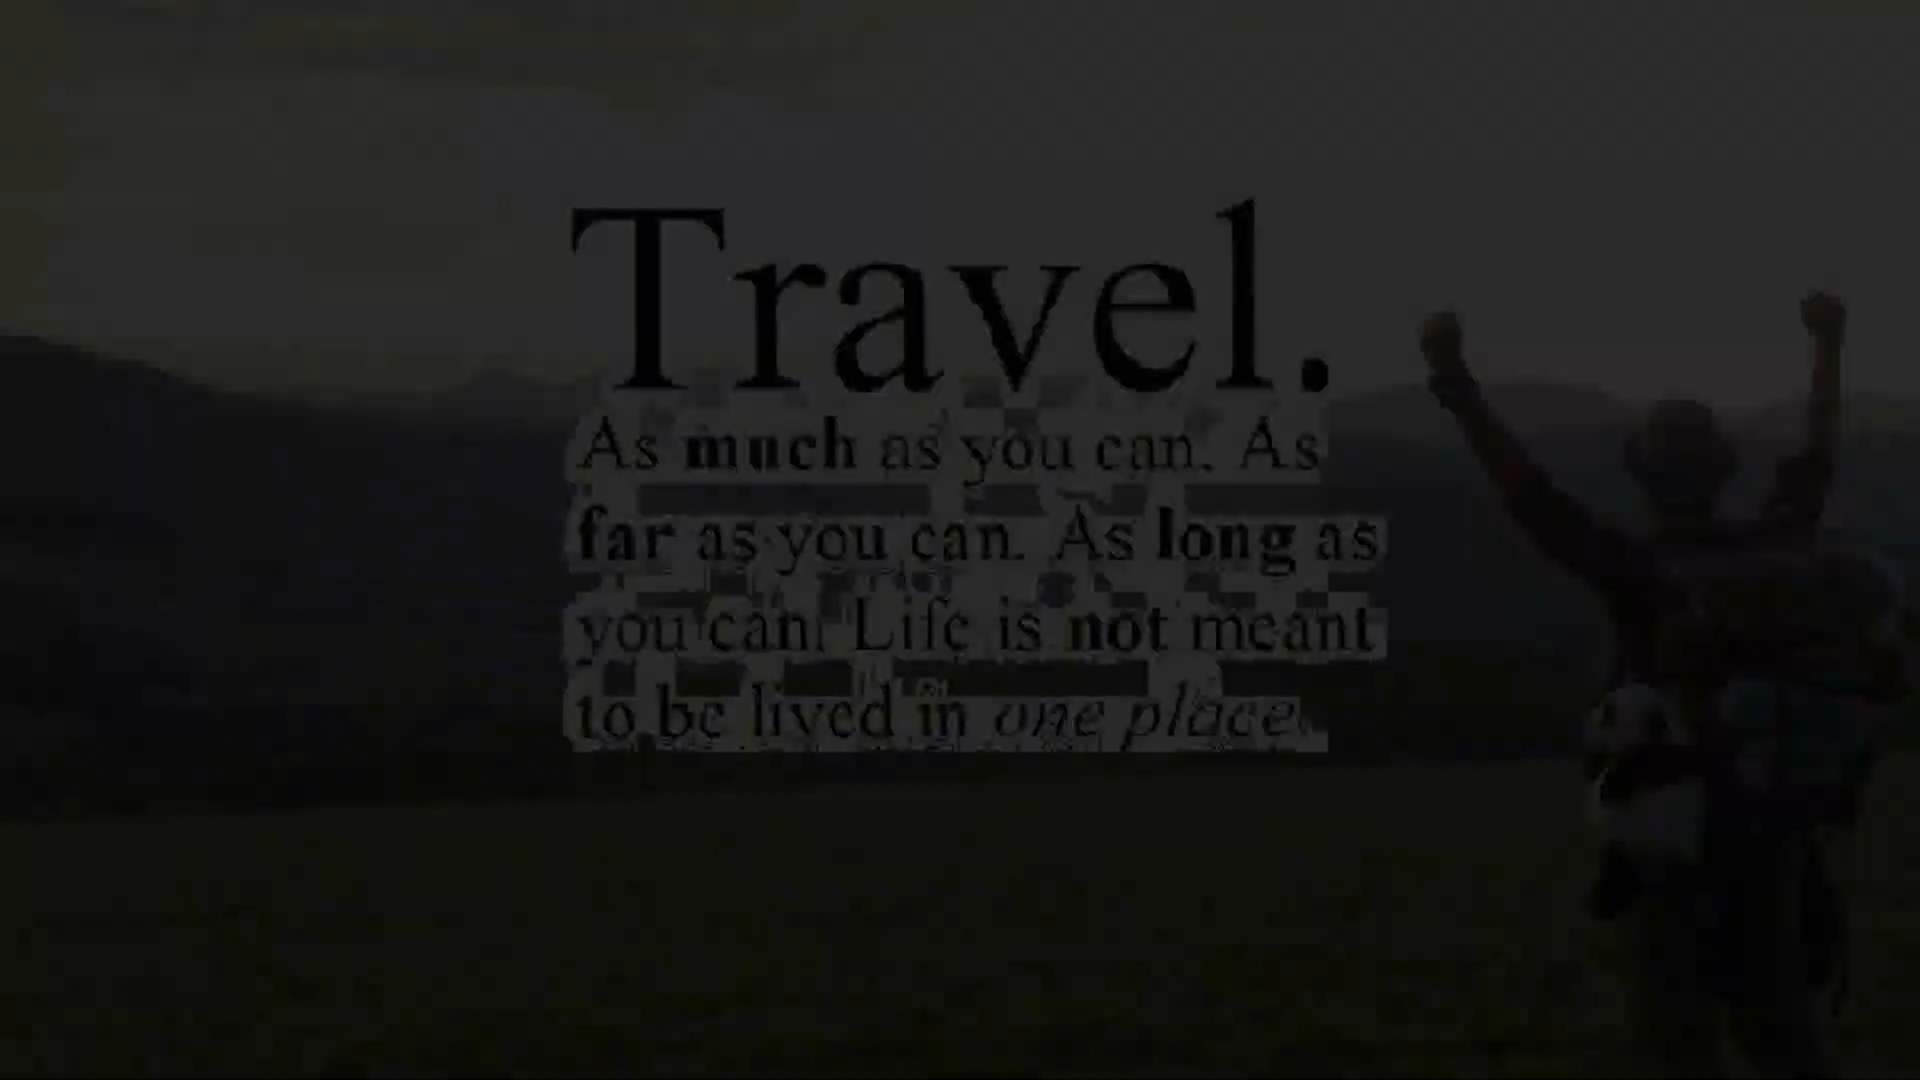 Travel.
As much as you can. As
far as you can. As long as
you can. Life is not meant
to be lived in one place.